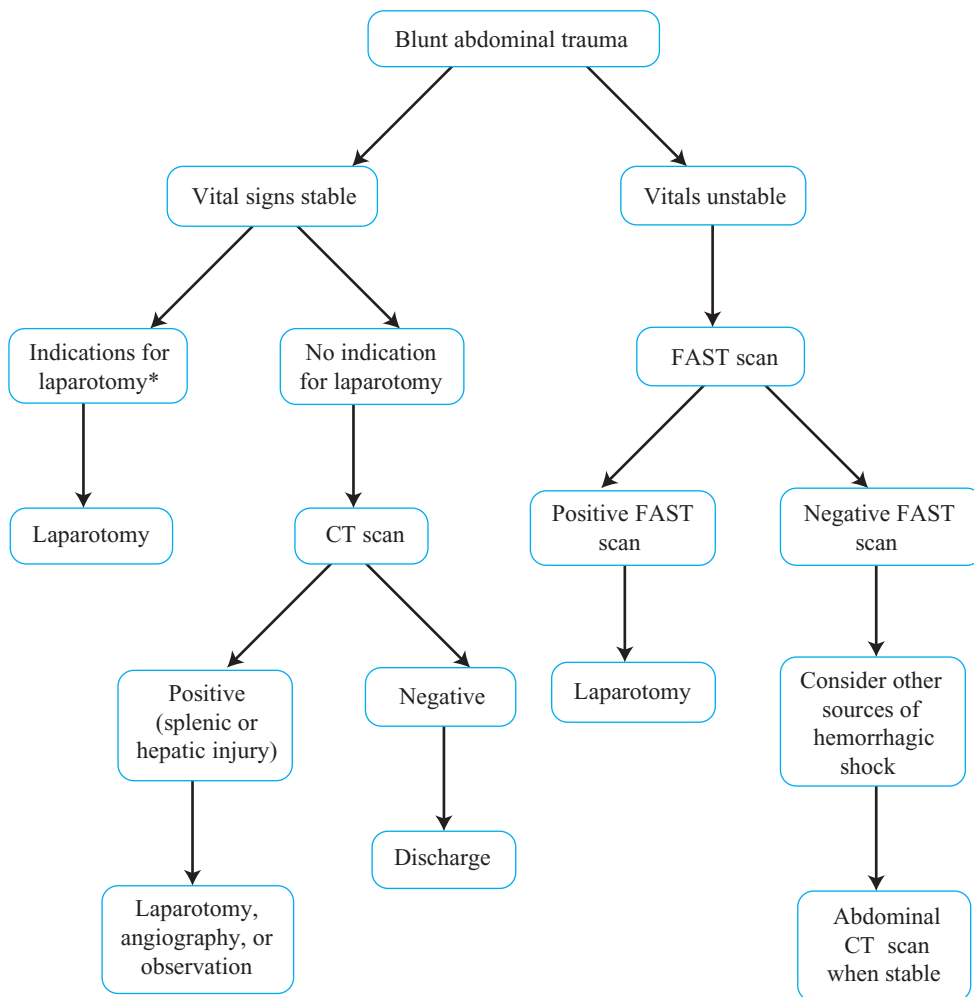 Blunt abdominal trauma
Vital signs stable
Vitals unstable
Indications for
laparotomy*
No indication
for laparotomy
FAST scan
Laparotomy
CT scan
Positive FAST
scan
Negative FAST
scan
Positive
(splenic or
hepatic injury)
Negative
Laparotomy
Consider other
sources of
hemorrhagic
shock
Discharge
Laparotomy,
angiography, or
observation
Abdominal
CT scan
when stable